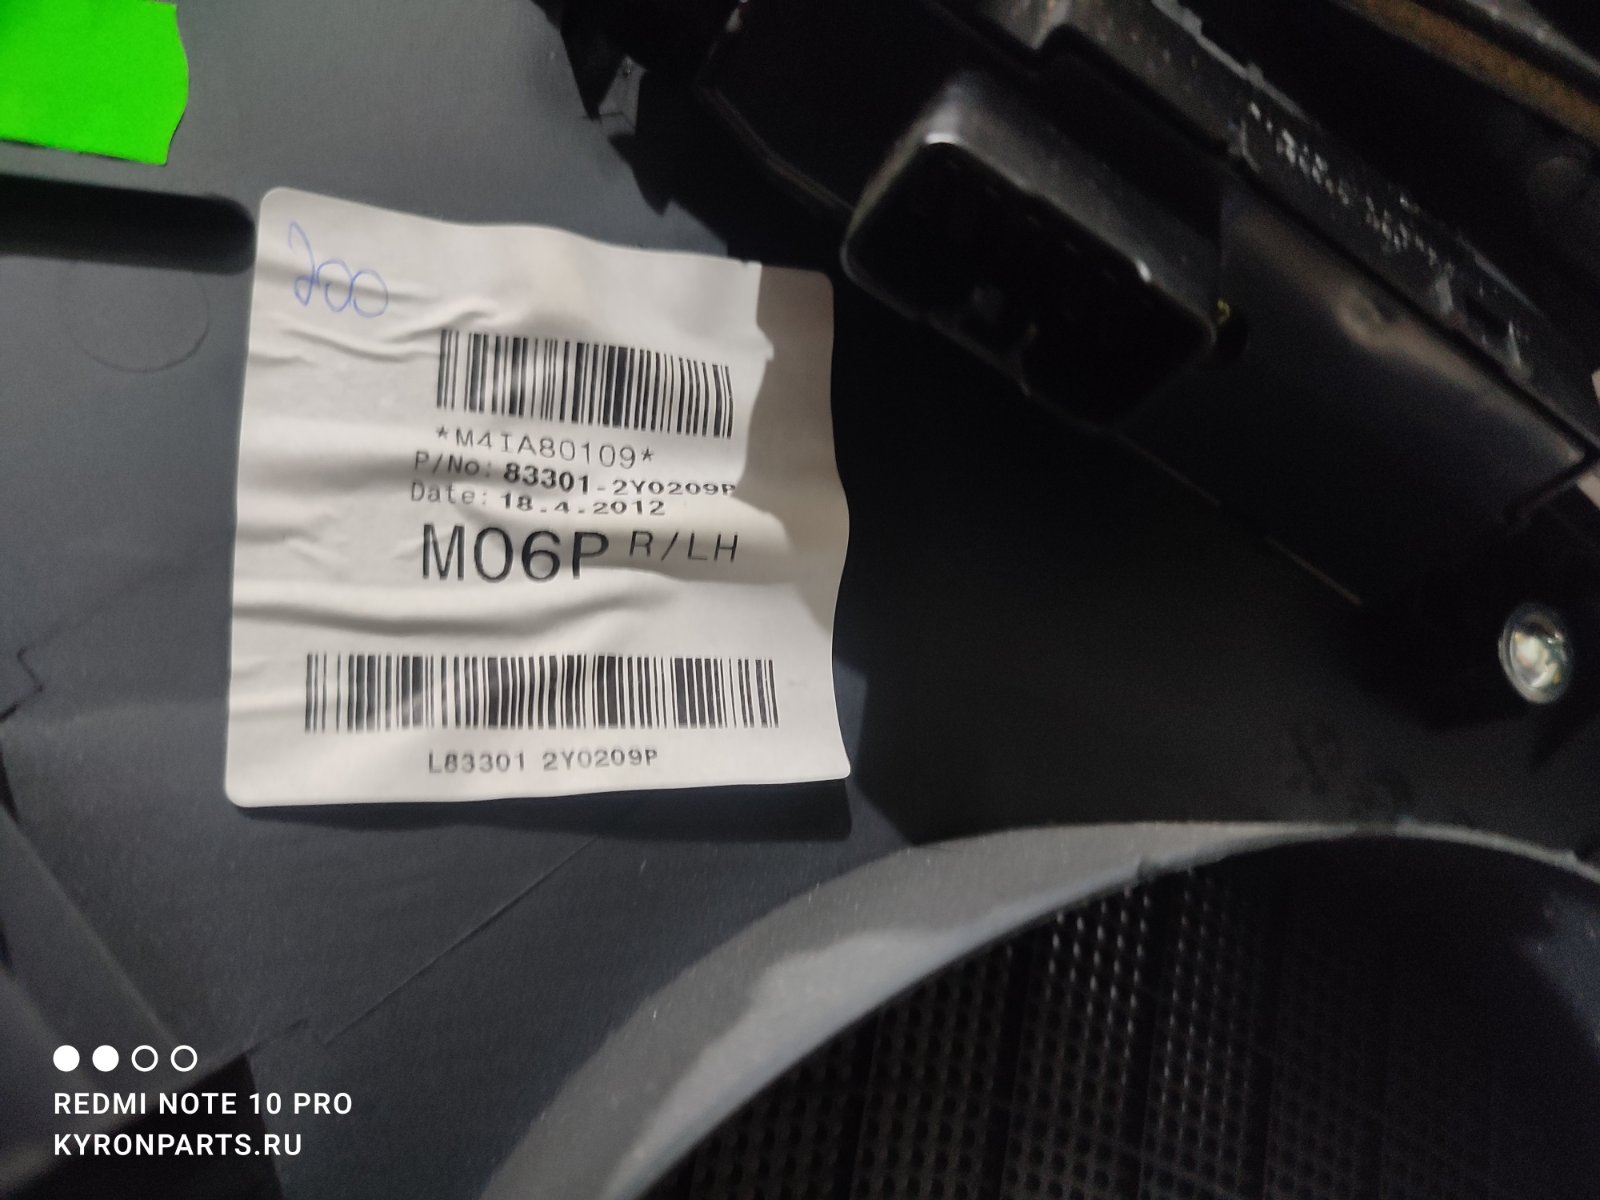 200
*M4IA80109*
P/No: 83301-2Y0209P
Date: 18.4.2012
M06P R/LH
L83301 2Y0209P
REDMI NOTE 10 PRO
KYRONPARTS.RU